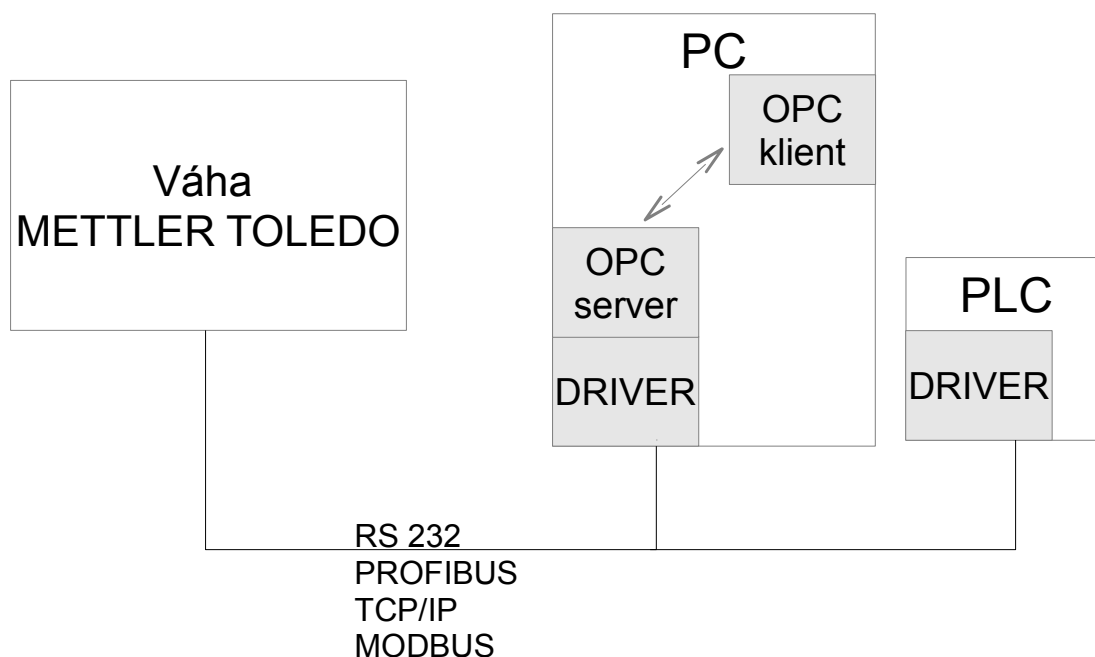 PC
OPC
klient
Váha
METTLER TOLEDO
OPC
server
DRIVER
PLC
DRIVER
RS 232
PROFIBUS
TCP/IP
MODBUS